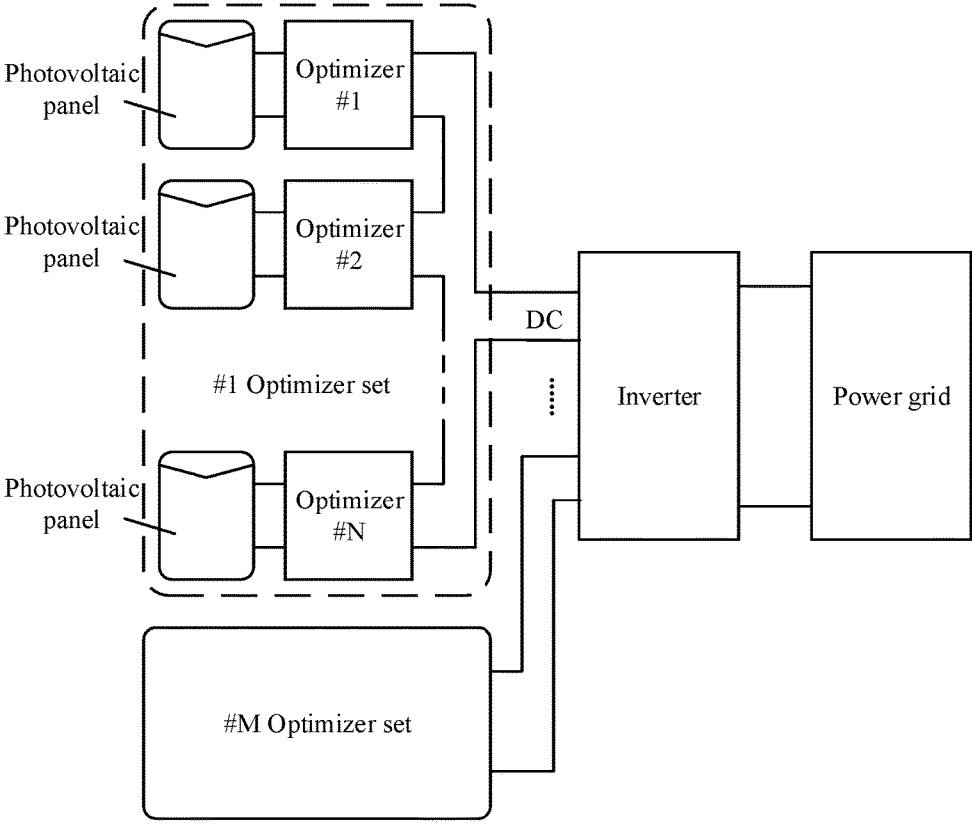 Photovoltaic
panel
Optimizer
#1
Photovoltaic
panel
Optimizer
#2
DC
#1 Optimizer set
Inverter
Power grid
Photovoltaic
panel
Optimizer
#N
#M Optimizer set